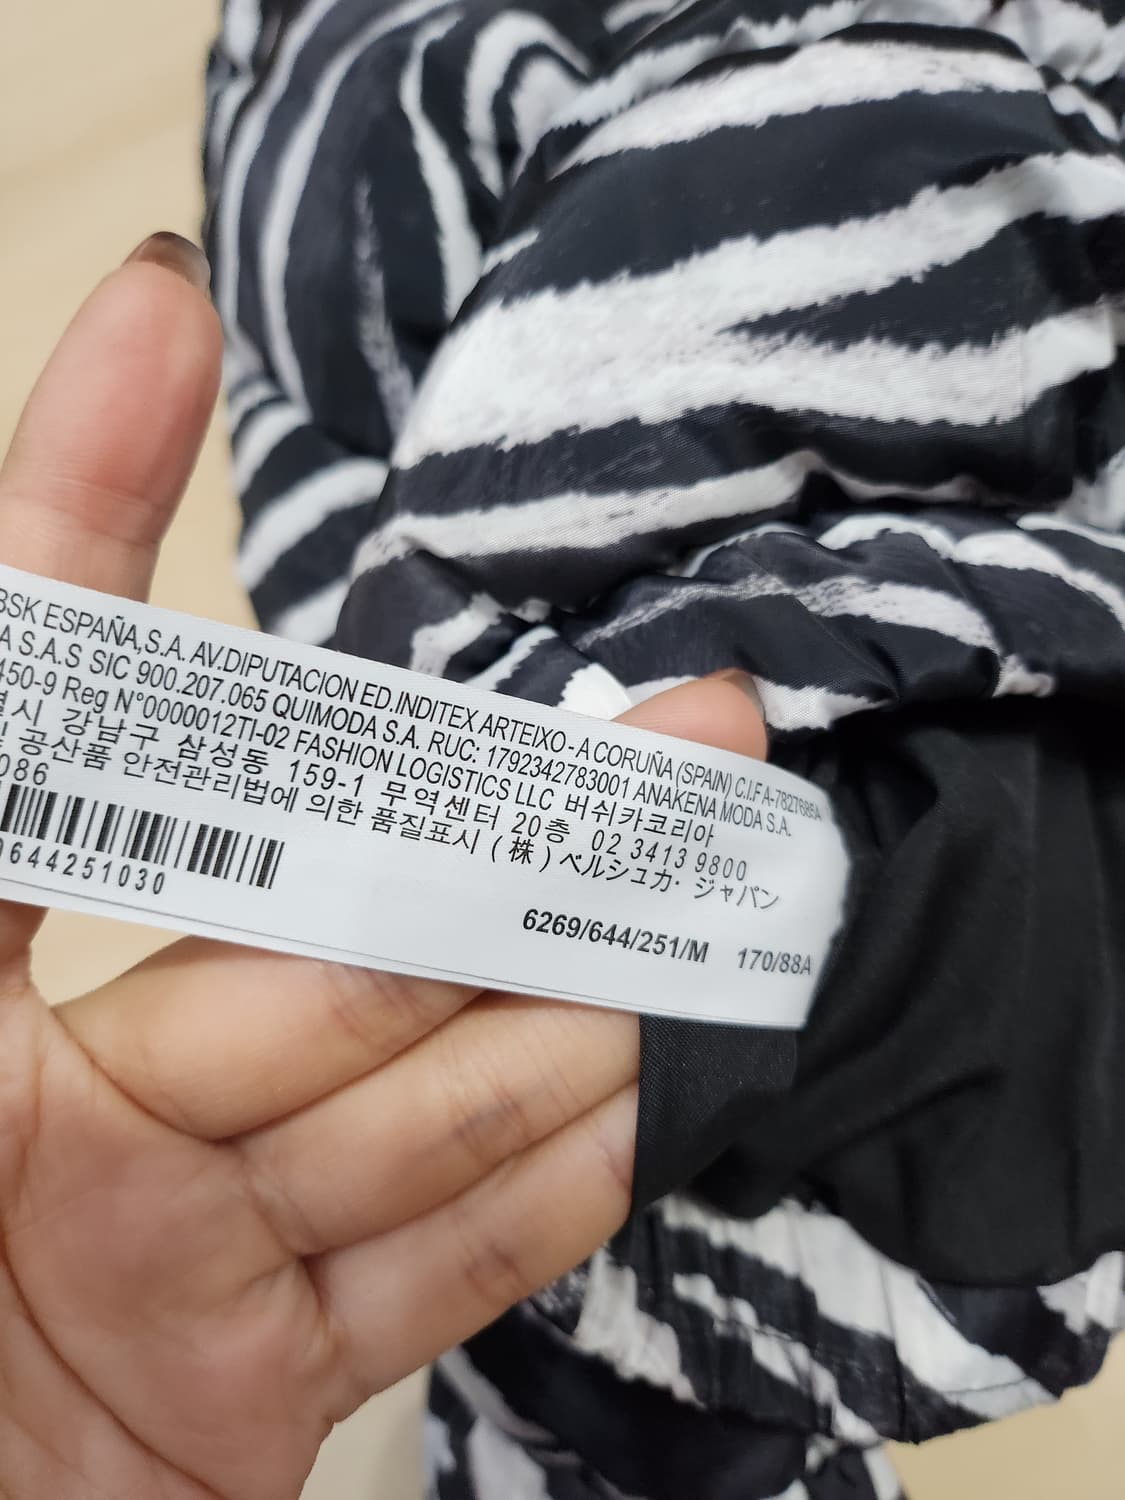 BSK ESPAÑA,S.A. AV.DIPUTACION ED.INDITEX ARTEIXO-A CORUÑA (SPAIN) C.I.F A-78276854
A S.A.S SIC 900.207.065 QUIMODA S.A. RUC: 1792342783001 ANAKENA MODA S.A.
450-9 Reg N°0000012TI-02 FASHION LOGISTICS LLC 버쉬카코리아
시 강남구 삼성동 159-1 무역센터 20층 02 3413 9800
공산품 안전관리법에 의한 품질표시 (株) ベルシュカ· ジャパン
086
0644251030
6269/644/251/M 170/88A